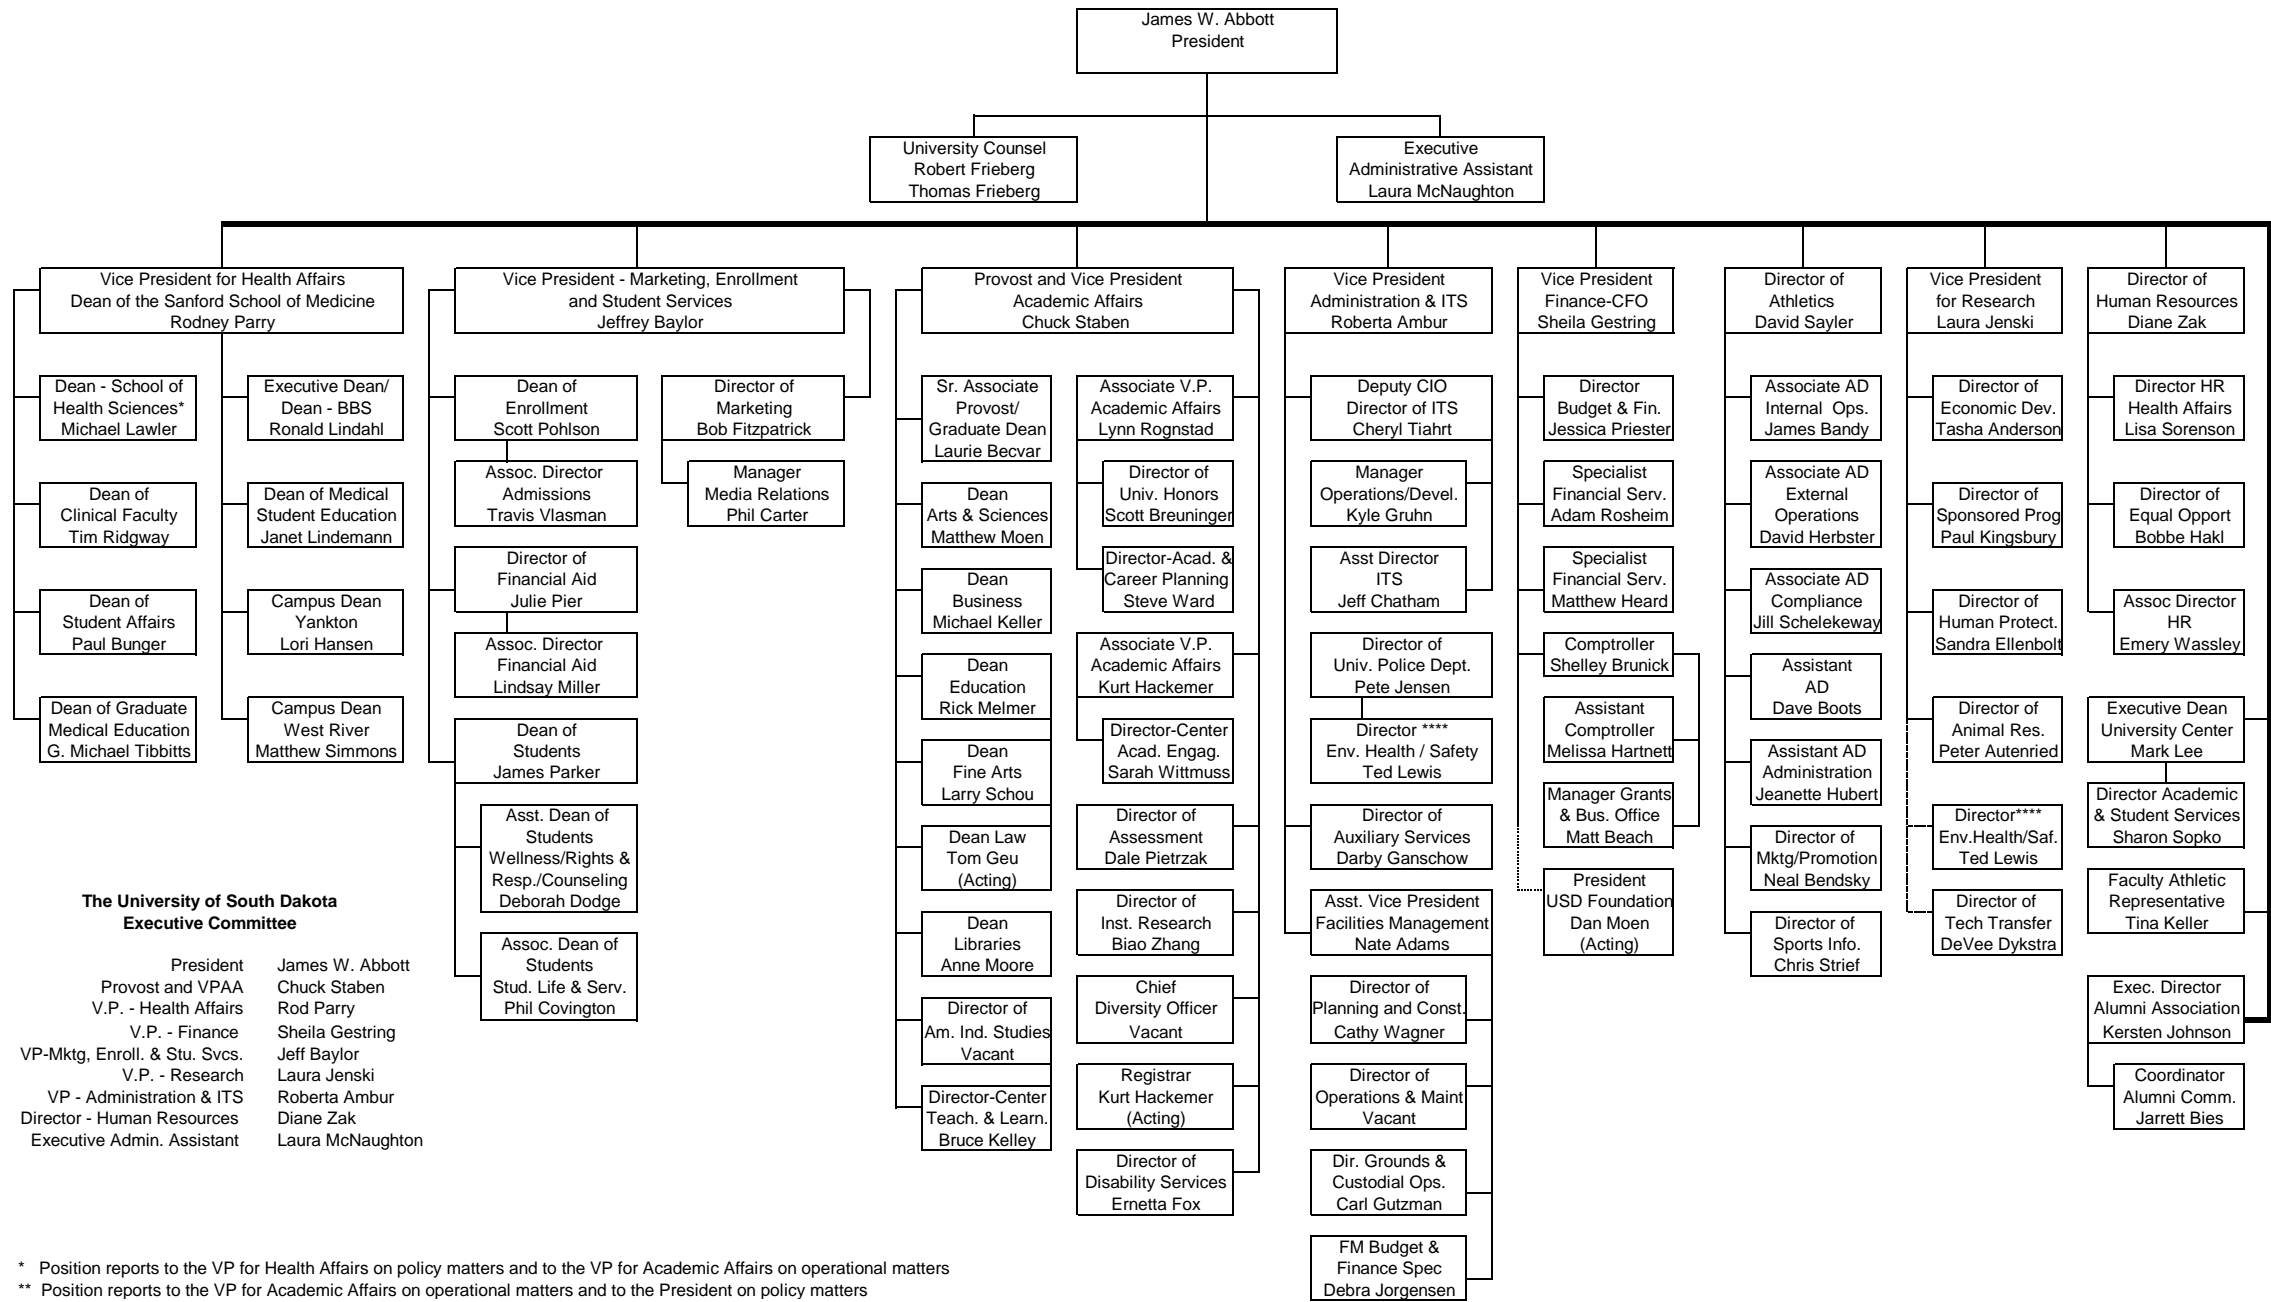 James W. Abbott
President
University Counsel
Robert Frieberg
Thomas Frieberg
Executive
Administrative Assistant
Laura McNaughton
Vice President for Health Affairs
Dean of the Sanford School of Medicine
Rodney Parry
Vice President - Marketing, Enrollment
and Student Services
Jeffrey Baylor
Provost and Vice President
Academic Affairs
Chuck Staben
Vice President
Administration & ITS
Roberta Ambur
Vice President
Finance-CFO
Sheila Gestring
Director of
Athletics
David Sayler
Vice President
for Research
Laura Jenski
Director of
Human Resources
Diane Zak
Dean - School of
Health Sciences*
Michael Lawler
Dean of
Clinical Faculty
Tim Ridgway
Dean of
Student Affairs
Paul Bunger
Dean of Graduate
Medical Education
G. Michael Tibbitts
Executive Dean/
Dean - BBS
Ronald Lindahl
Dean of Medical
Student Education
Janet Lindemann
Campus Dean
Yankton
Lori Hansen
Campus Dean
West River
Matthew Simmons
Dean of
Enrollment
Scott Pohlson
Assoc. Director
Admissions
Travis Vlasman
Director of
Financial Aid
Julie Pier
Assoc. Director
Financial Aid
Lindsay Miller
Dean of
Students
James Parker
Asst. Dean of
Students
Wellness/Rights &
Resp./Counseling
Deborah Dodge
Assoc. Dean of
Students
Stud. Life & Serv.
Phil Covington
Director of
Marketing
Bob Fitzpatrick
Manager
Media Relations
Phil Carter
Sr. Associate
Provost/
Graduate Dean
Laurie Becvar
Dean
Arts & Sciences
Matthew Moen
Dean
Business
Michael Keller
Dean
Education
Rick Melmer
Dean
Fine Arts
Larry Schou
Dean Law
Tom Geu
(Acting)
Dean
Libraries
Anne Moore
Director of
Am. Ind. Studies
Vacant
Director-Center
Teach. & Learn.
Bruce Kelley
Associate V.P.
Academic Affairs
Lynn Rognstad
Director of
Univ. Honors
Scott Breuninger
Director-Acad. &
Career Planning
Steve Ward
Associate V.P.
Academic Affairs
Kurt Hackemer
Director-Center
Acad. Engag.
Sarah Wittmuss
Director of
Assessment
Dale Pietrzak
Director of
Inst. Research
Biao Zhang
Chief
Diversity Officer
Vacant
Registrar
Kurt Hackemer
(Acting)
Director of
Disability Services
Ernetta Fox
Deputy CIO
Director of ITS
Cheryl Tiahrt
Manager
Operations/Devel.
Kyle Gruhn
Asst Director
ITS
Jeff Chatham
Director of
Univ. Police Dept.
Pete Jensen
Director ****
Env. Health / Safety
Ted Lewis
Director of
Auxiliary Services
Darby Ganschow
Asst. Vice President
Facilities Management
Nate Adams
Director of
Planning and Const.
Cathy Wagner
Director of
Operations & Maint
Vacant
Dir. Grounds &
Custodial Ops.
Carl Gutzman
FM Budget &
Finance Spec
Debra Jorgensen
Director
Budget & Fin.
Jessica Priester
Specialist
Financial Serv.
Adam Rosheim
Specialist
Financial Serv.
Matthew Heard
Comptroller
Shelley Brunick
Assistant
Comptroller
Melissa Hartnett
Manager Grants
& Bus. Office
Matt Beach
President
USD Foundation
Dan Moen
(Acting)
Associate AD
Internal Ops.
James Bandy
Associate AD
External
Operations
David Herbster
Associate AD
Compliance
Jill Schelekeway
Assistant
AD
Dave Boots
Assistant AD
Administration
Jeanette Hubert
Director of
Mktg/Promotion
Neal Bendsky
Director of
Sports Info.
Chris Strief
Director of
Economic Dev.
Tasha Anderson
Director of
Sponsored Prog
Paul Kingsbury
Director of
Human Protect.
Sandra Ellenbolt
Director of
Animal Res.
Peter Autenried
Director****
Env.Health/Saf.
Ted Lewis
Director of
Tech Transfer
DeVee Dykstra
Director HR
Health Affairs
Lisa Sorenson
Director of
Equal Opport
Bobbe Hakl
Assoc Director
HR
Emery Wassley
Executive Dean
University Center
Mark Lee
Director Academic
& Student Services
Sharon Sopko
Faculty Athletic
Representative
Tina Keller
Exec. Director
Alumni Association
Kersten Johnson
Coordinator
Alumni Comm.
Jarrett Bies
The University of South Dakota
Executive Committee
President James W. Abbott
Provost and VPAA Chuck Staben
V.P. - Health Affairs Rod Parry
V.P. - Finance Sheila Gestring
VP-Mktg, Enroll. & Stu. Svcs. Jeff Baylor
V.P. - Research Laura Jenski
VP - Administration & ITS Roberta Ambur
Director - Human Resources Diane Zak
Executive Admin. Assistant Laura McNaughton
* Position reports to the VP for Health Affairs on policy matters and to the VP for Academic Affairs on operational matters
** Position reports to the VP for Academic Affairs on operational matters and to the President on policy matters